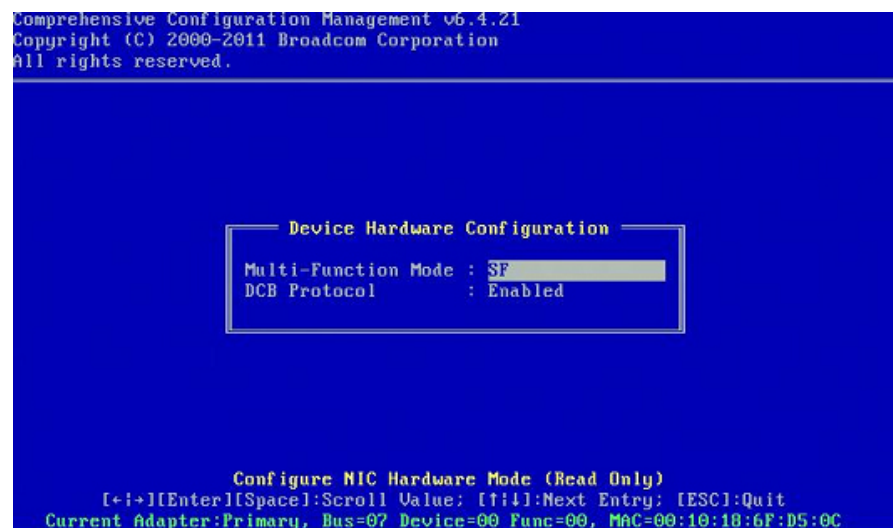 Comprehensive Configuration Management v6.4.21
Copyright (C) 2000-2011 Broadcom Corporation
All rights reserved.
Device Hardware Configuration
Multi-Function Mode : SF
DCB Protocol : Enabled
Configure NIC Hardware Mode (Read Only)
[←|→][Enter][Space]:Scroll Value; [↑|↓]:Next Entry; [ESC]:Quit
Current Adapter:Primary, Bus=07 Device=00 Func=00, MAC=00:10:18:6F:D5:0C